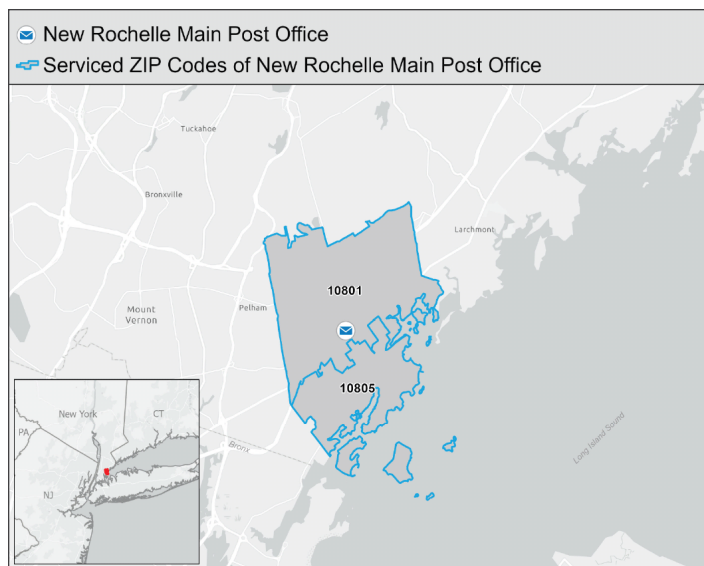 New Rochelle Main Post Office
Serviced ZIP Codes of New Rochelle Main Post Office
Tuckahoe
Bronxville
Larchmont
10801
Pelham
Mount
Vernon
10805
New York
CT
PA
NJ
Bronx
Long Island Sound